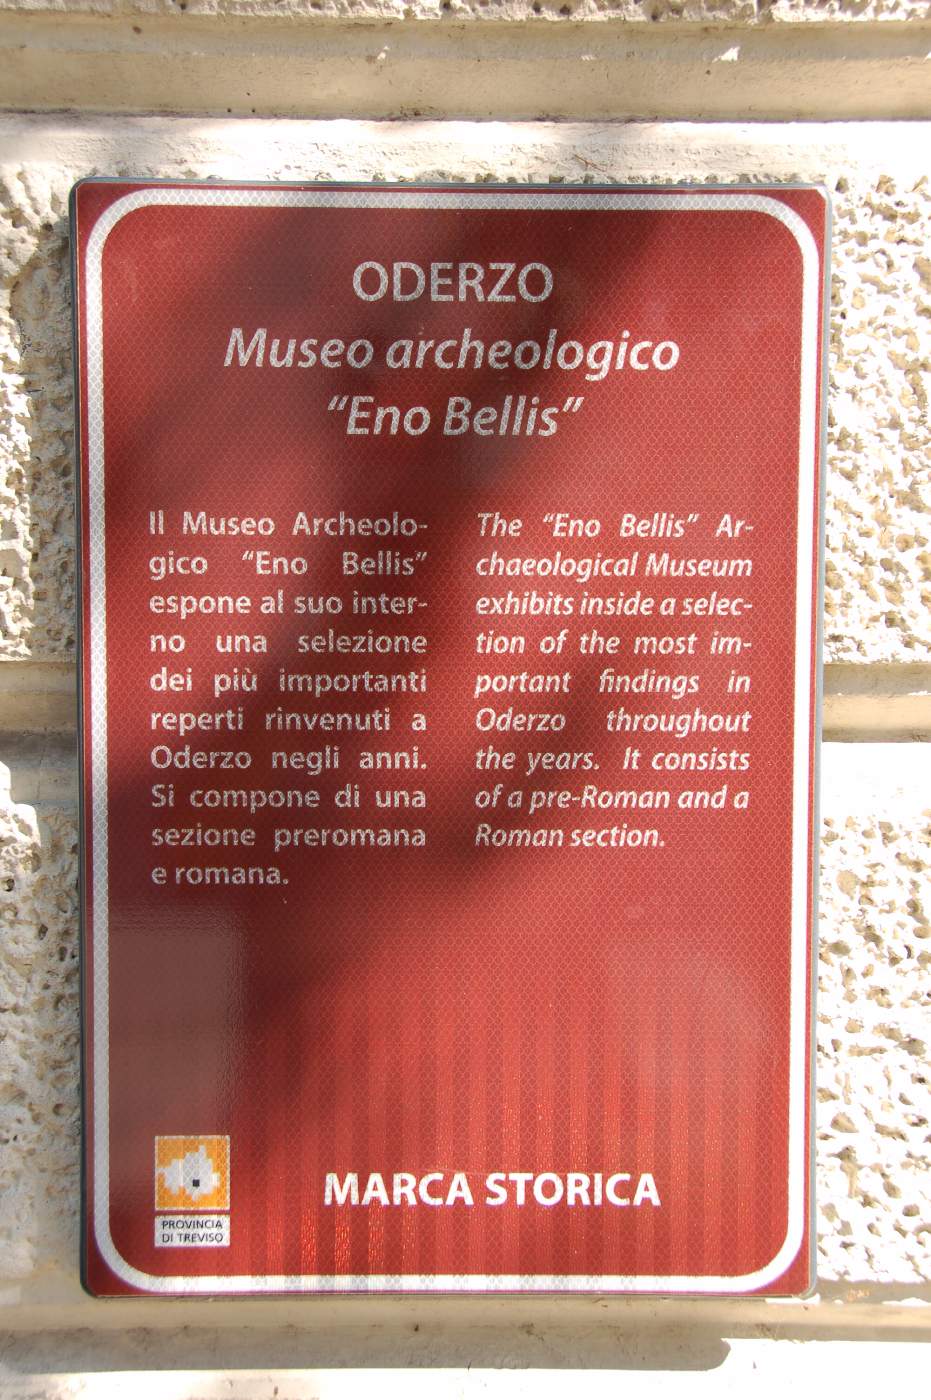 ODERZO
Museo archeologico
“Eno Bellis”
Il Museo Archeolo-
gico “Eno Bellis”
espone al suo inter-
no una selezione
dei più importanti
reperti rinvenuti a
Oderzo negli anni.
Si compone di una
sezione preromana
e romana.
The “Eno Bellis” Ar-
chaeological Museum
exhibits inside a selec-
tion of the most im-
portant findings in
Oderzo throughout
the years. It consists
of a pre-Roman and a
Roman section.
PROVINCIA
DI TREVISO
MARCA STORICA